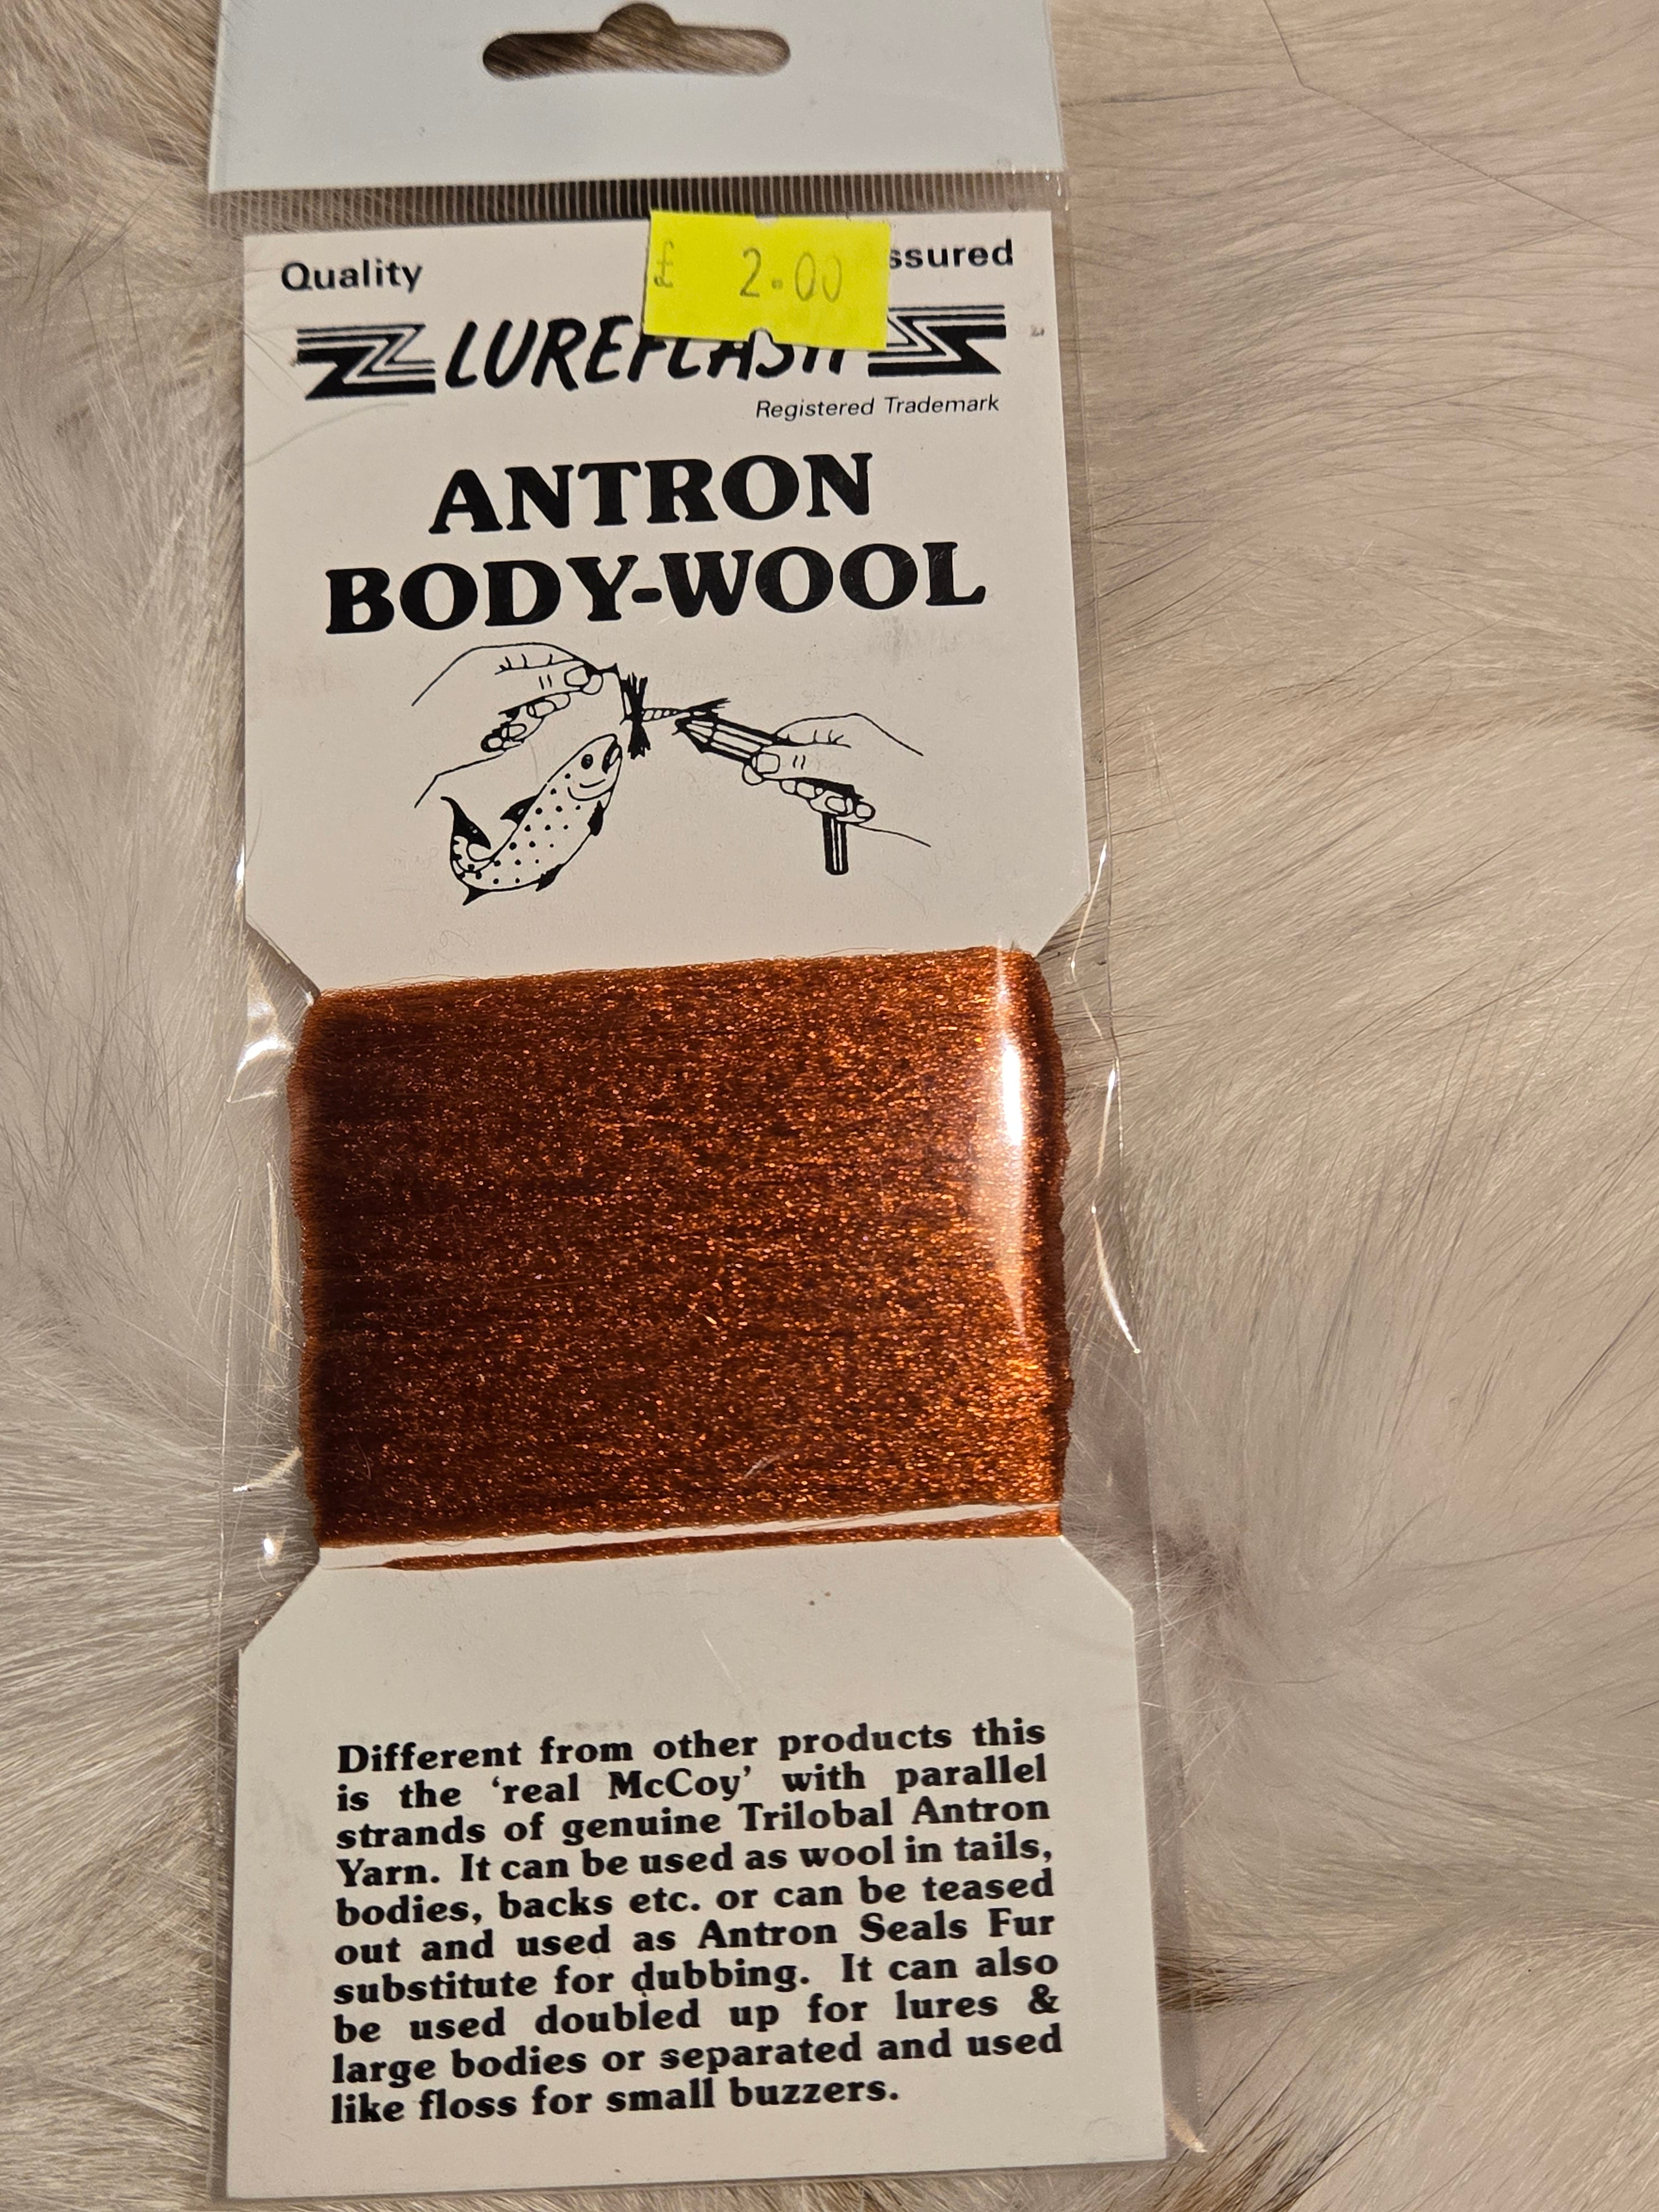 Quality
£ 2.00
LUREFLASH
Registered Trademark
ANTRON
BODY-WOOL
Different from other products this
is the ‘real McCoy’ with parallel
strands of genuine Trilobal Antron
Yarn. It can be used as wool in tails,
bodies, backs etc. or can be teased
out and used as Antron Seals Fur
substitute for dubbing. It can also
be used doubled up for lures &
large bodies or separated and used
like floss for small buzzers.